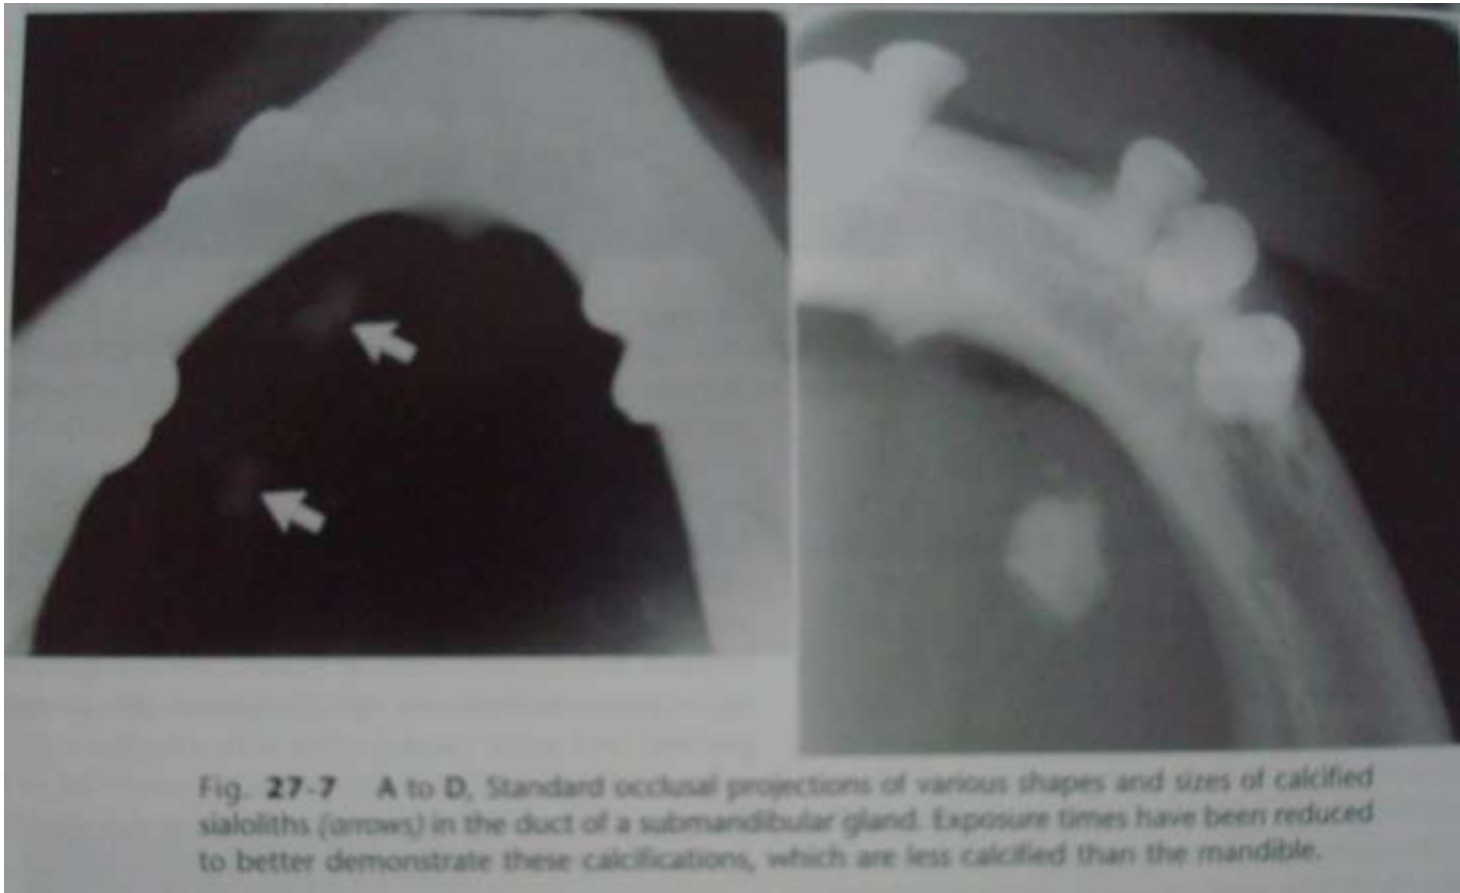 Fig. 27-7 A to D, Standard occlusal projections of various shapes and sizes of calcified
sialoliths (arrows) in the duct of a submandibular gland. Exposure times have been reduced
to better demonstrate these calcifications, which are less calcified than the mandible.